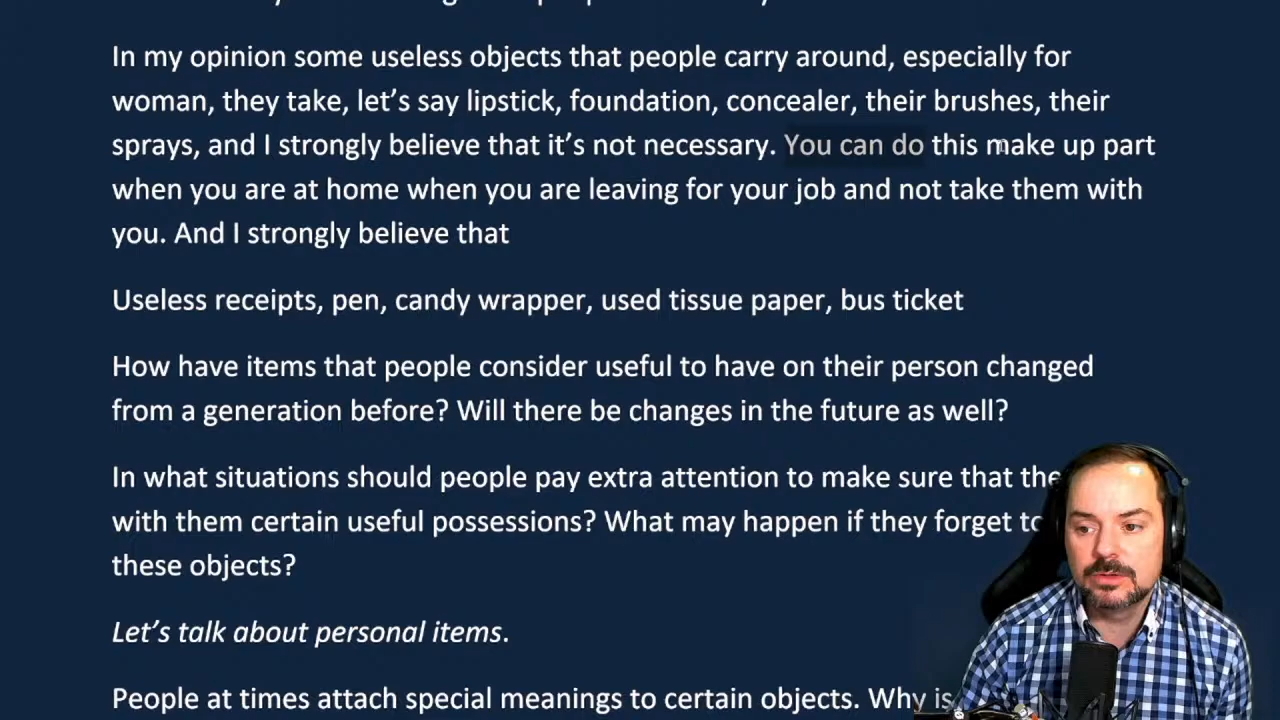 In my opinion some useless objects that people carry around, especially for
woman, they take, let's say lipstick, foundation, concealer, their brushes, their
sprays, and I strongly believe that it's not necessary. You can do this make up part
when you are at home when you are leaving for your job and not take them with
you. And I strongly believe that
Useless receipts, pen, candy wrapper, used tissue paper, bus ticket
How have items that people consider useful to have on their person changed
from a generation before? Will there be changes in the future as well?
In what situations should people pay extra attention to make sure that
with them certain useful possessions? What may happen if they forget
these objects?
Let's talk about personal items.
People at times attach special meanings to certain objects. Why is